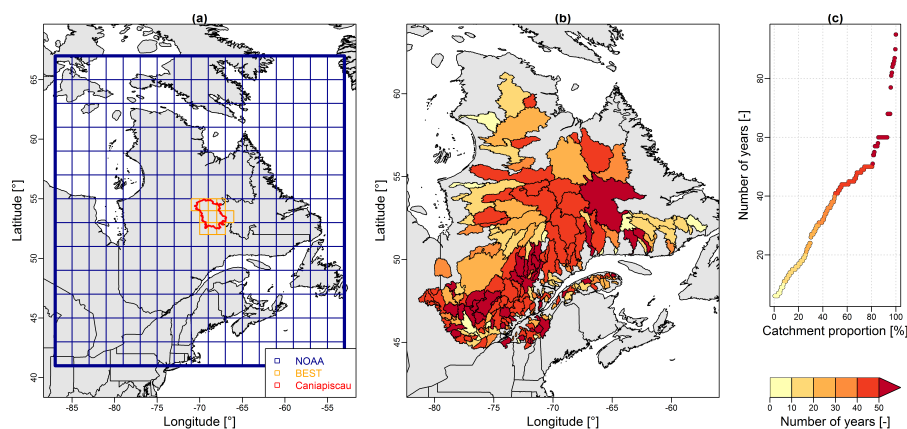 (a)
Latitude [°]
65
60
55
50
45
40
-85
-80
-75
-70
-65
-60
-55
Longitude [°]
NOAA
BEST
Caniapiscau
(b)
Latitude [°]
60
55
50
45
-80
-75
-70
-65
-60
Longitude [°]
(c)
Number of years [-]
80
60
40
20
0
20
40
60
80
100
Catchment proportion [%]
0
10
20
30
40
50
Number of years [-]